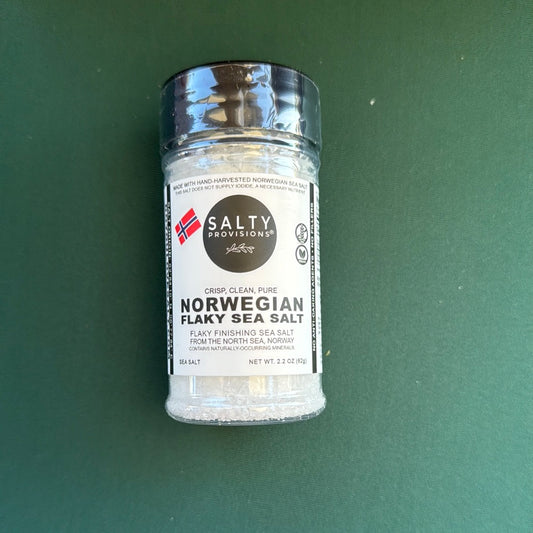 MADE WITH HAND-HARVESTED NORWEGIAN SEA SALT
THIS SALT DOES NOT SUPPLY IODIDE, A NECESSARY NUTRIENT
SALTY
PROVISIONS®
CRISP, CLEAN, PURE
NORWEGIAN
FLAKY SEA SALT
FLAKY FINISHING SEA SALT
FROM THE NORTH SEA, NORWAY
CONTAINS NATURALLY-OCCURRING MINERALS
SEA SALT NET WT. 2.2 OZ (62g)